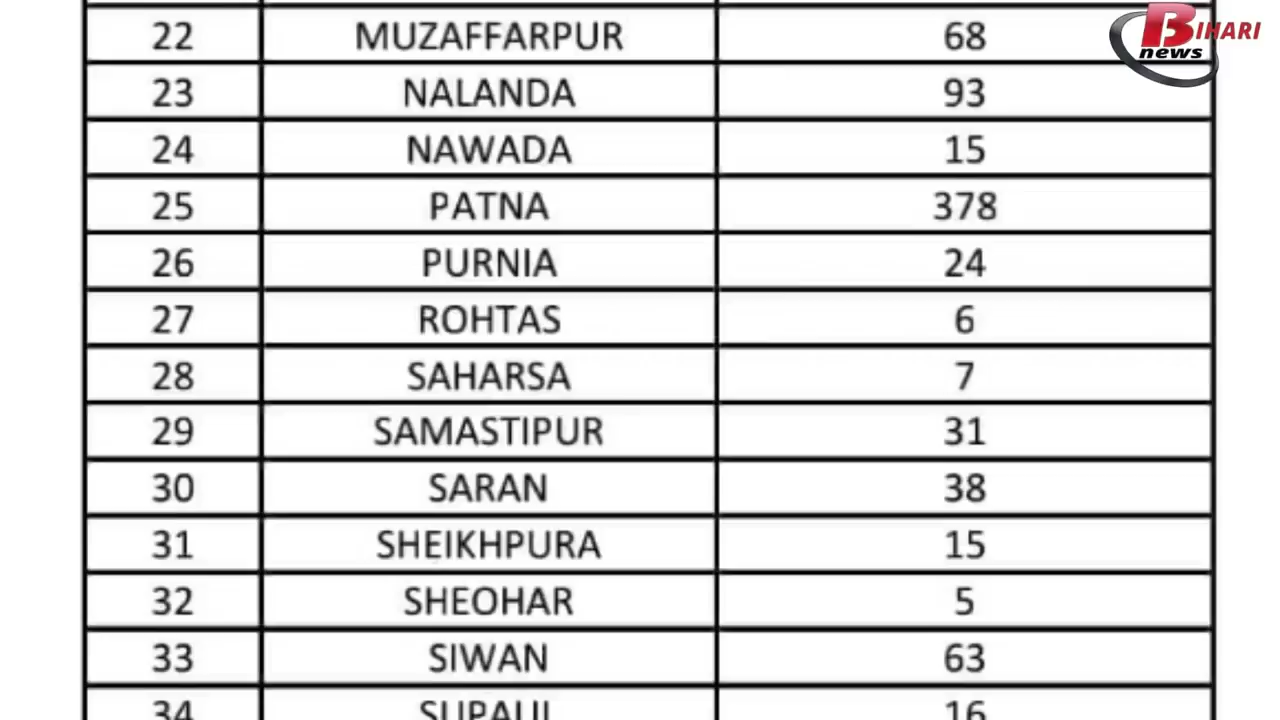 22 MUZAFFARPUR 68
23 NALANDA 93
24 NAWADA 15
25 PATNA 378
26 PURNIA 24
27 ROHTAS 6
28 SAHARSA 7
29 SAMASTIPUR 31
30 SARAN 38
31 SHEIKHPURA 15
32 SHEOHAR 5
33 SIWAN 63
34 SUPAUL 16
BIHARI
news